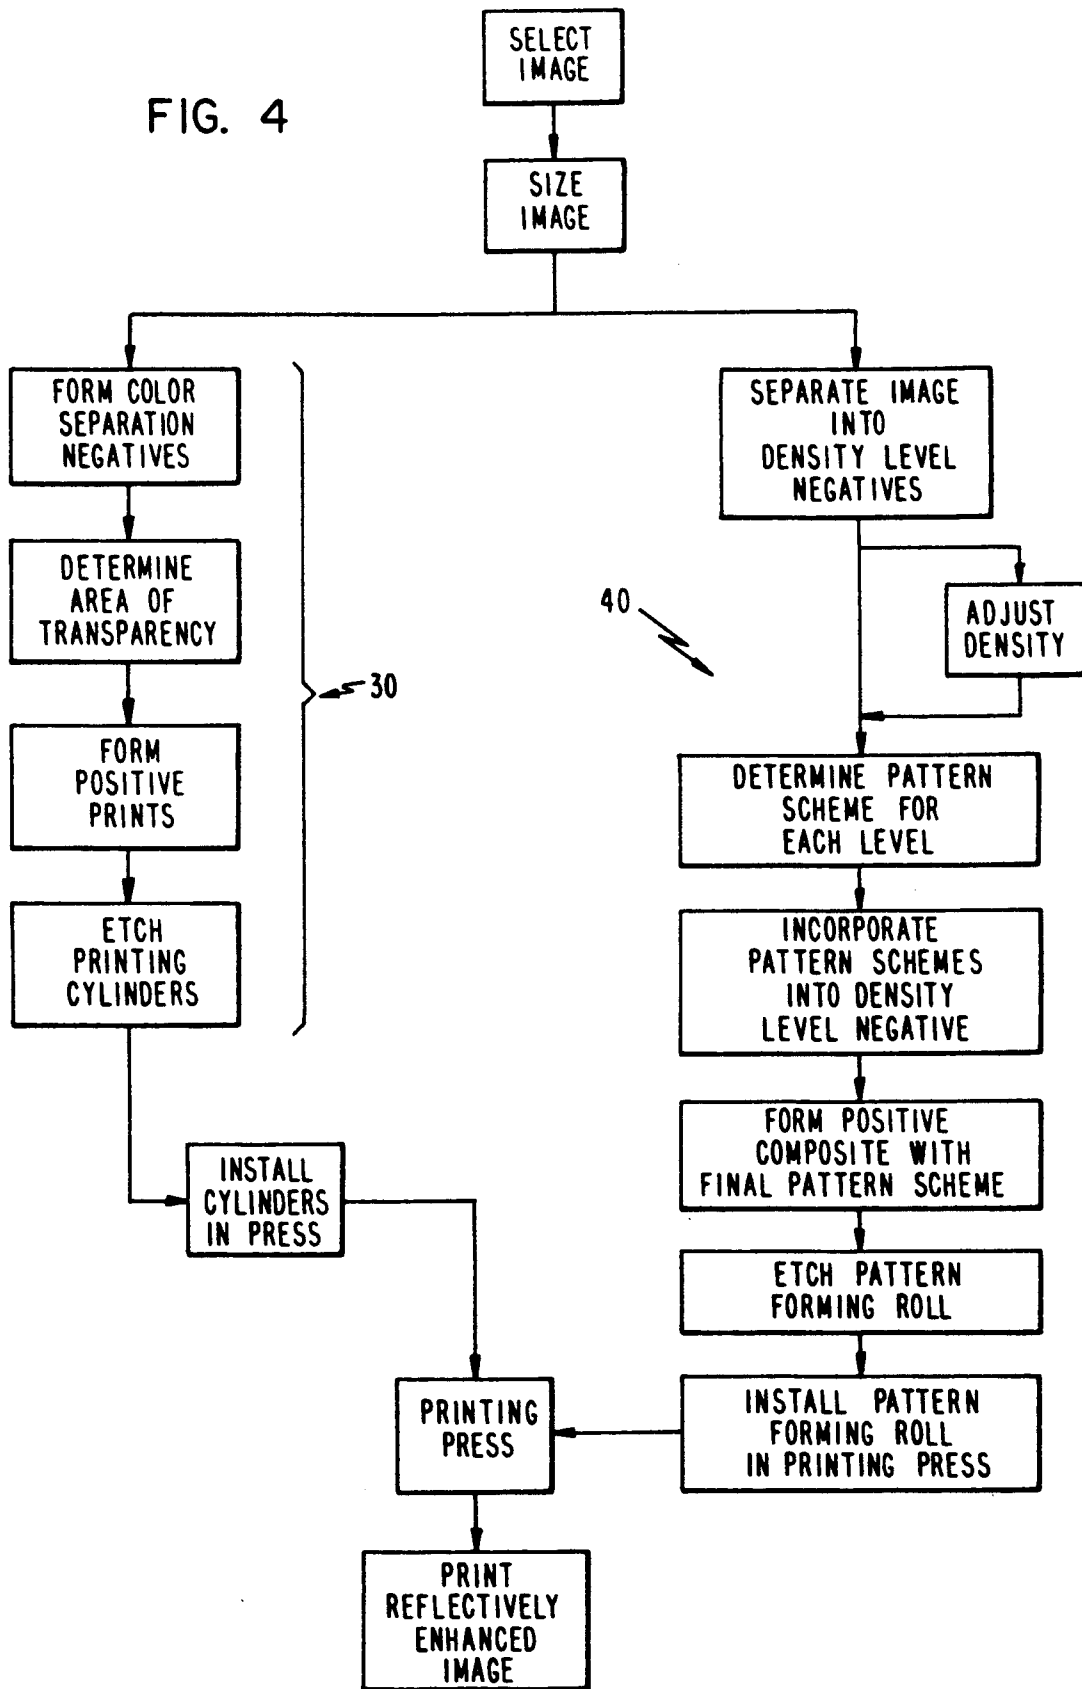 FIG. 4
SELECT
IMAGE
SIZE
IMAGE
FORM COLOR
SEPARATION
NEGATIVES
DETERMINE
AREA OF
TRANSPARENCY
FORM
POSITIVE
PRINTS
ETCH
PRINTING
CYLINDERS
30
INSTALL
CYLINDERS
IN PRESS
SEPARATE IMAGE
INTO
DENSITY LEVEL
NEGATIVES
ADJUST
DENSITY
40
DETERMINE PATTERN
SCHEME FOR
EACH LEVEL
INCORPORATE
PATTERN SCHEMES
INTO DENSITY
LEVEL NEGATIVE
FORM POSITIVE
COMPOSITE WITH
FINAL PATTERN SCHEME
ETCH PATTERN
FORMING ROLL
INSTALL PATTERN
FORMING ROLL
IN PRINTING PRESS
PRINTING
PRESS
PRINT
REFLECTIVELY
ENHANCED
IMAGE